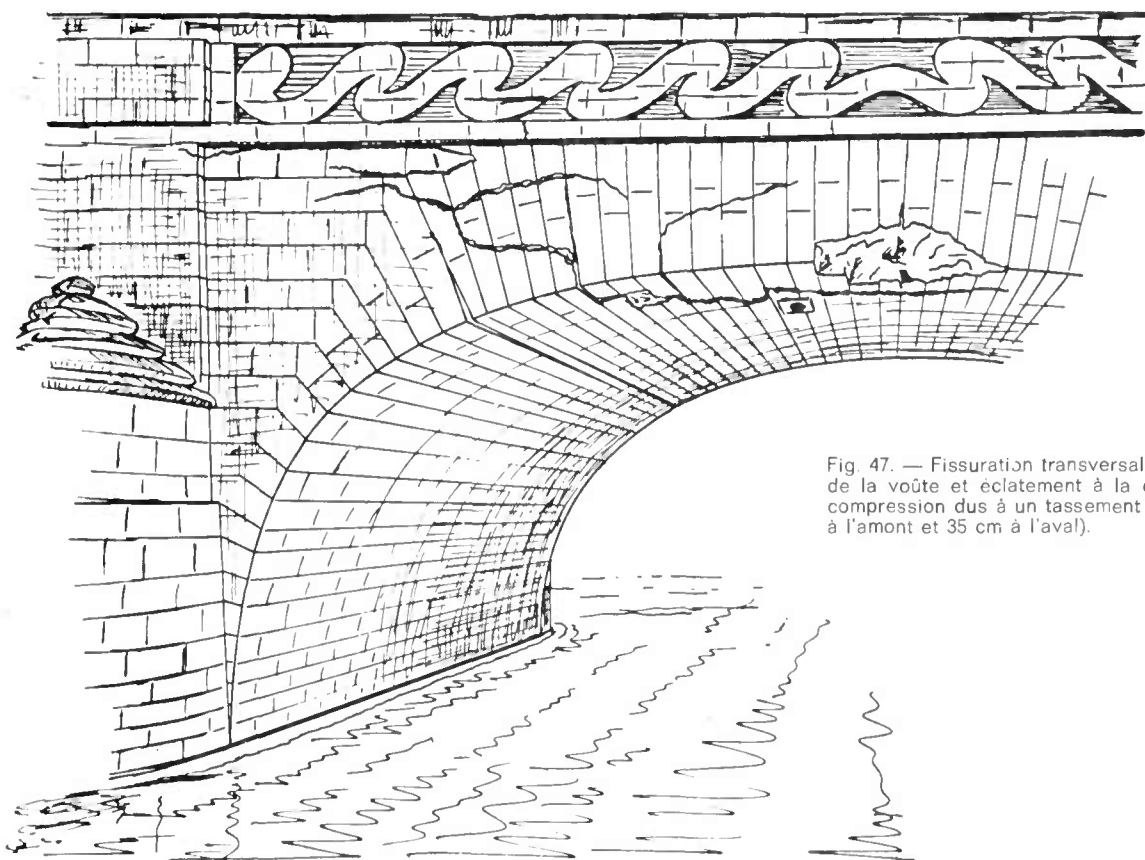 Fig. 47. — Fissuration transversal
de la voûte et éclatement à la
compression dus à un tassement
à l'amont et 35 cm à l'aval).